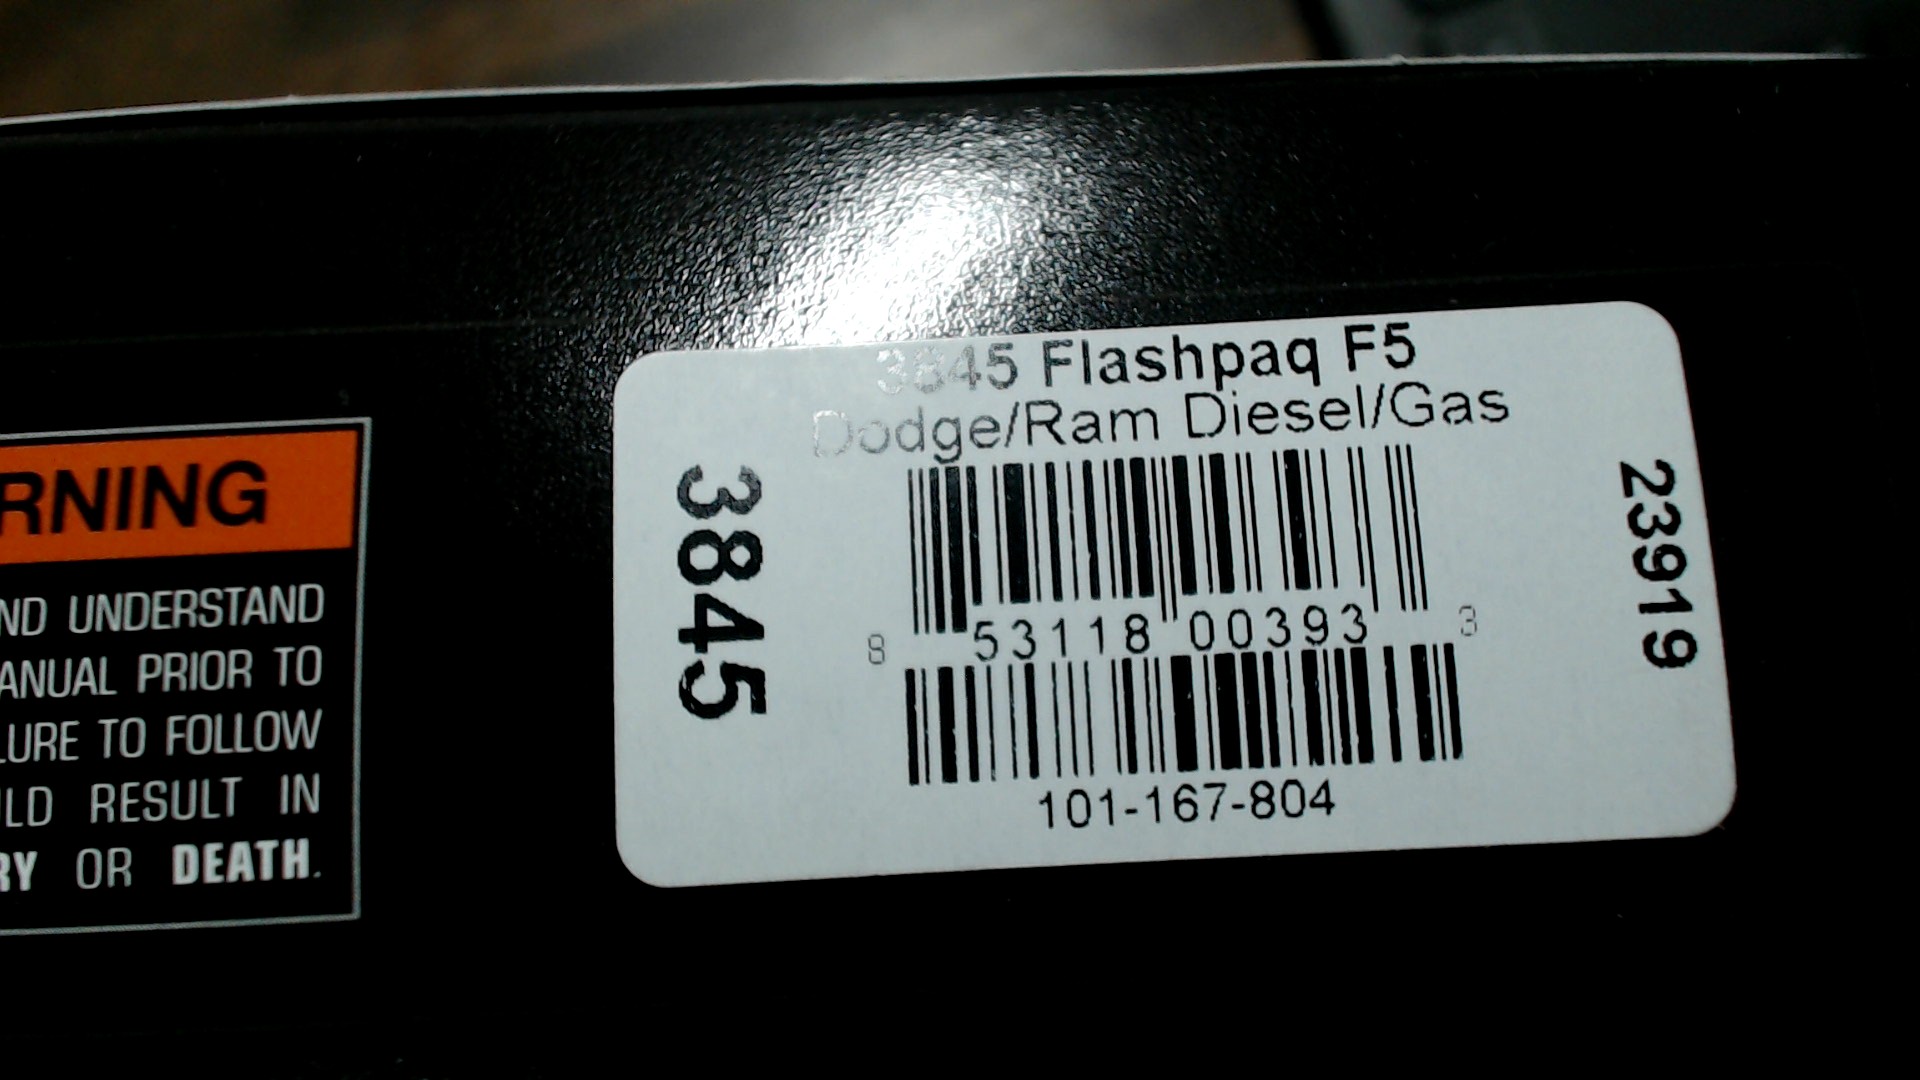 RNING
ND UNDERSTAND
ANUAL PRIOR TO
LURE TO FOLLOW
ULD RESULT IN
RY OR DEATH.
3845 Flashpaq F5
Dodge/Ram Diesel/Gas
3845
8 53118 00393 3
23919
101-167-804